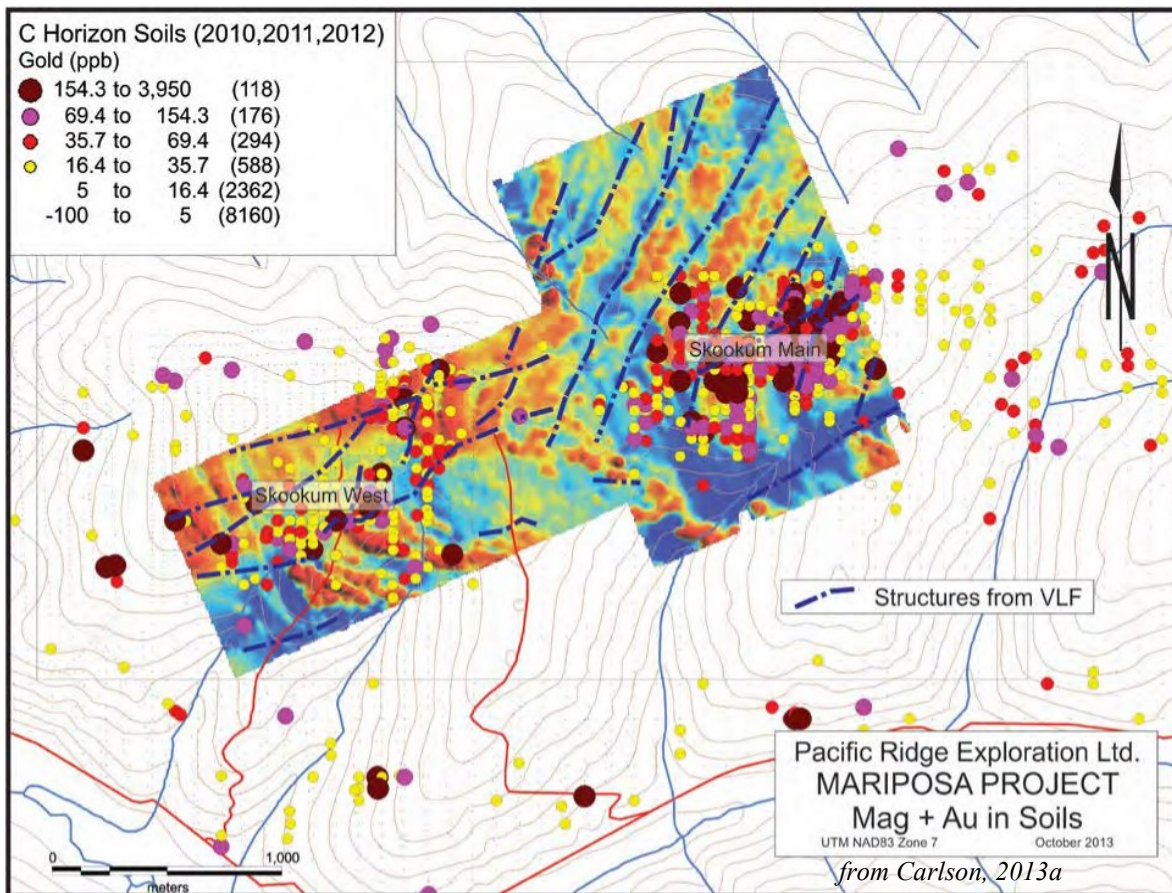 C Horizon Soils (2010,2011,2012)
Gold (ppb)
154.3 to 3,950 (118)
69.4 to 154.3 (176)
35.7 to 69.4 (294)
16.4 to 35.7 (588)
5 to 16.4 (2362)
-100 to 5 (8160)
N
Skookum Main
Skookum West
Structures from VLF
Pacific Ridge Exploration Ltd.
MARIPOSA PROJECT
Mag + Au in Soils
UTM NAD83 Zone 7 October 2013
from Carlson, 2013a
0 1,000
meters